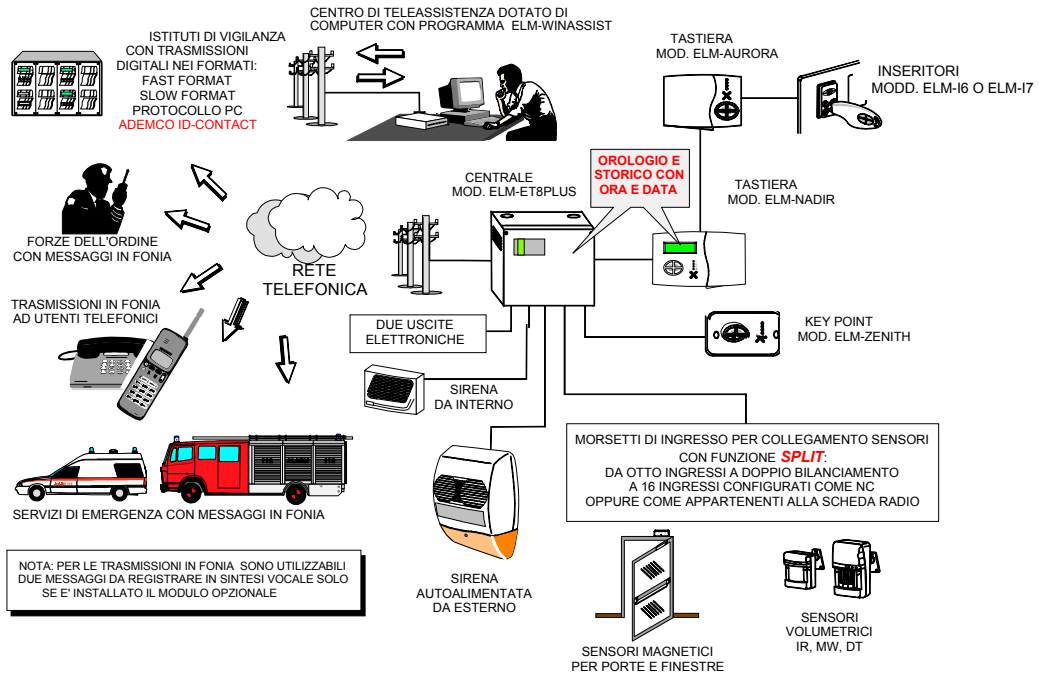 CENTRO DI TELEASSISTENZA DOTATO DI
COMPUTER CON PROGRAMMA  ELM-WINASSIST
ISTITUTI DI VIGILANZA
CON TRASMISSIONI
DIGITALI NEI FORMATI:
FAST FORMAT
SLOW FORMAT
PROTOCOLLO PC
ADEMCO ID-CONTACT
TASTIERA
MOD. ELM-AURORA
INSERITORI
MODD. ELM-I6 O ELM-I7
OROLOGIO E
STORICO CON
ORA E DATA
CENTRALE
MOD. ELM-ET8PLUS
TASTIERA
MOD. ELM-NADIR
FORZE DELL'ORDINE
CON MESSAGGI IN FONIA
RETE
TELEFONICA
TRASMISSIONI IN FONIA
AD UTENTI TELEFONICI
DUE USCITE
ELETTRONICHE
KEY POINT
MOD. ELM-ZENITH
SIRENA
DA INTERNO
MORSETTI DI INGRESSO PER COLLEGAMENTO SENSORI
CON FUNZIONE SPLIT:
DA OTTO INGRESSI A DOPPIO BILANCIAMENTO
A 16 INGRESSI CONFIGURATI COME NC
OPPURE COME APPARTENENTI ALLA SCHEDA RADIO
SERVIZI DI EMERGENZA CON MESSAGGI IN FONIA
NOTA: PER LE TRASMISSIONI IN FONIA  SONO UTILIZZABILI
DUE MESSAGGI DA REGISTRARE IN SINTESI VOCALE SOLO
SE E' INSTALLATO IL MODULO OPZIONALE
SIRENA
AUTOALIMENTATA
DA ESTERNO
SENSORI MAGNETICI
PER PORTE E FINESTRE
SENSORI
VOLUMETRICI
IR, MW, DT